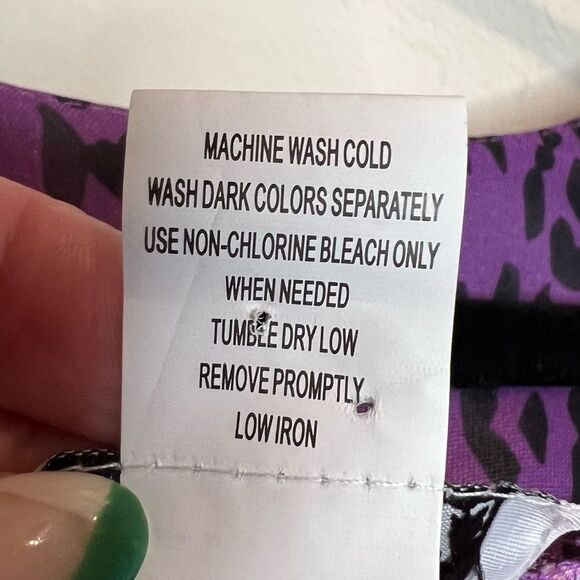 MACHINE WASH COLD
WASH DARK COLORS SEPARATELY
USE NON-CHLORINE BLEACH ONLY
WHEN NEEDED
TUMBLE DRY LOW
REMOVE PROMPTLY
LOW IRON